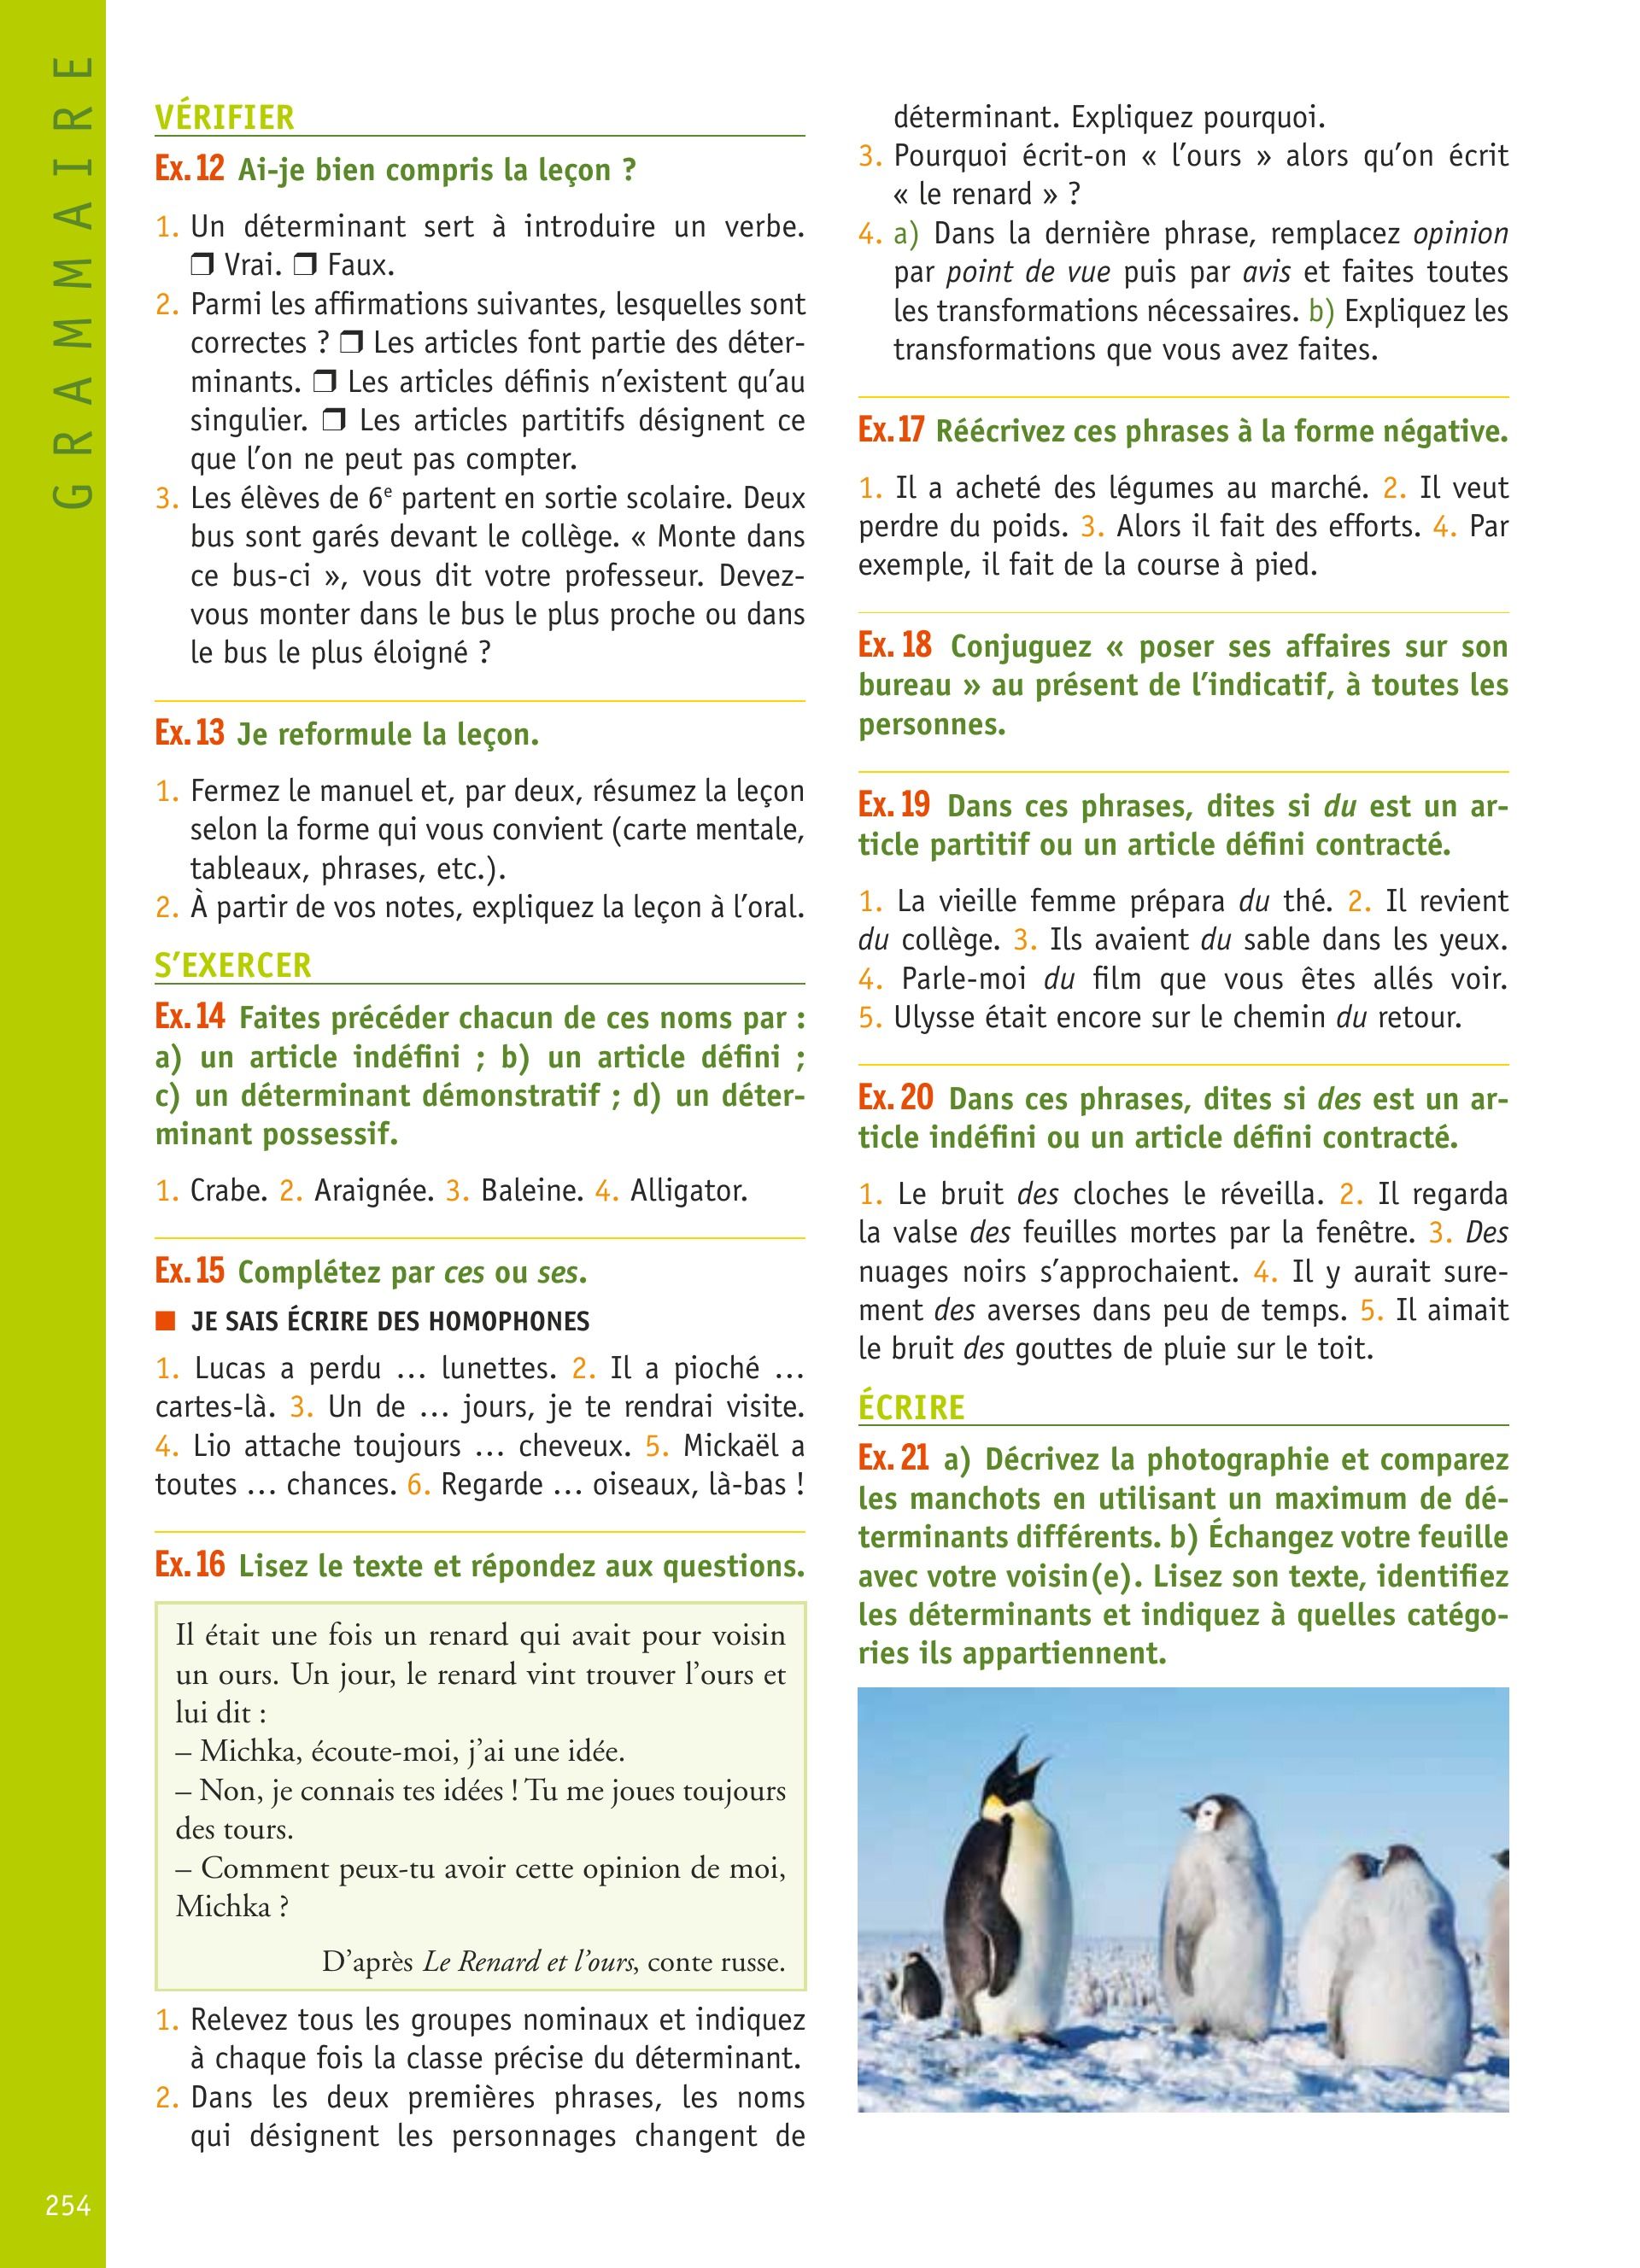 GRAMMAIRE
VÉRIFIER
Ex. 12 Ai-je bien compris la leçon ?
1. Un déterminant sert à introduire un verbe.
❒ Vrai. ❒ Faux.
2. Parmi les affirmations suivantes, lesquelles sont
correctes ? ❒ Les articles font partie des déter-
minants. ❒ Les articles définis n’existent qu’au
singulier. ❒ Les articles partitifs désignent ce
que l’on ne peut pas compter.
3. Les élèves de 6e partent en sortie scolaire. Deux
bus sont garés devant le collège. « Monte dans
ce bus-ci », vous dit votre professeur. Devez-
vous monter dans le bus le plus proche ou dans
le bus le plus éloigné ?
Ex. 13 Je reformule la leçon.
1. Fermez le manuel et, par deux, résumez la leçon
selon la forme qui vous convient (carte mentale,
tableaux, phrases, etc.).
2. À partir de vos notes, expliquez la leçon à l’oral.
S’EXERCER
Ex. 14 Faites précéder chacun de ces noms par :
a) un article indéfini ; b) un article défini ;
c) un déterminant démonstratif ; d) un déter-
minant possessif.
1. Crabe. 2. Araignée. 3. Baleine. 4. Alligator.
Ex. 15 Complétez par ces ou ses.
■ JE SAIS ÉCRIRE DES HOMOPHONES
1. Lucas a perdu … lunettes. 2. Il a pioché …
cartes-là. 3. Un de … jours, je te rendrai visite.
4. Lio attache toujours … cheveux. 5. Mickaël a
toutes … chances. 6. Regarde … oiseaux, là-bas !
Ex. 16 Lisez le texte et répondez aux questions.
Il était une fois un renard qui avait pour voisin
un ours. Un jour, le renard vint trouver l’ours et
lui dit :
– Michka, écoute-moi, j’ai une idée.
– Non, je connais tes idées ! Tu me joues toujours
des tours.
– Comment peux-tu avoir cette opinion de moi,
Michka ?
D’après Le Renard et l’ours, conte russe.
1. Relevez tous les groupes nominaux et indiquez
à chaque fois la classe précise du déterminant.
2. Dans les deux premières phrases, les noms
qui désignent les personnages changent de
déterminant. Expliquez pourquoi.
3. Pourquoi écrit-on « l’ours » alors qu’on écrit
« le renard » ?
4. a) Dans la dernière phrase, remplacez opinion
par point de vue puis par avis et faites toutes
les transformations nécessaires. b) Expliquez les
transformations que vous avez faites.
Ex. 17 Réécrivez ces phrases à la forme négative.
1. Il a acheté des légumes au marché. 2. Il veut
perdre du poids. 3. Alors il fait des efforts. 4. Par
exemple, il fait de la course à pied.
Ex. 18 Conjuguez « poser ses affaires sur son
bureau » au présent de l’indicatif, à toutes les
personnes.
Ex. 19 Dans ces phrases, dites si du est un ar-
ticle partitif ou un article défini contracté.
1. La vieille femme prépara du thé. 2. Il revient
du collège. 3. Ils avaient du sable dans les yeux.
4. Parle-moi du film que vous êtes allés voir.
5. Ulysse était encore sur le chemin du retour.
Ex. 20 Dans ces phrases, dites si des est un ar-
ticle indéfini ou un article défini contracté.
1. Le bruit des cloches le réveilla. 2. Il regarda
la valse des feuilles mortes par la fenêtre. 3. Des
nuages noirs s’approchaient. 4. Il y aurait sure-
ment des averses dans peu de temps. 5. Il aimait
le bruit des gouttes de pluie sur le toit.
ÉCRIRE
Ex. 21 a) Décrivez la photographie et comparez
les manchots en utilisant un maximum de dé-
terminants différents. b) Échangez votre feuille
avec votre voisin(e). Lisez son texte, identifiez
les déterminants et indiquez à quelles catégo-
ries ils appartiennent.
254